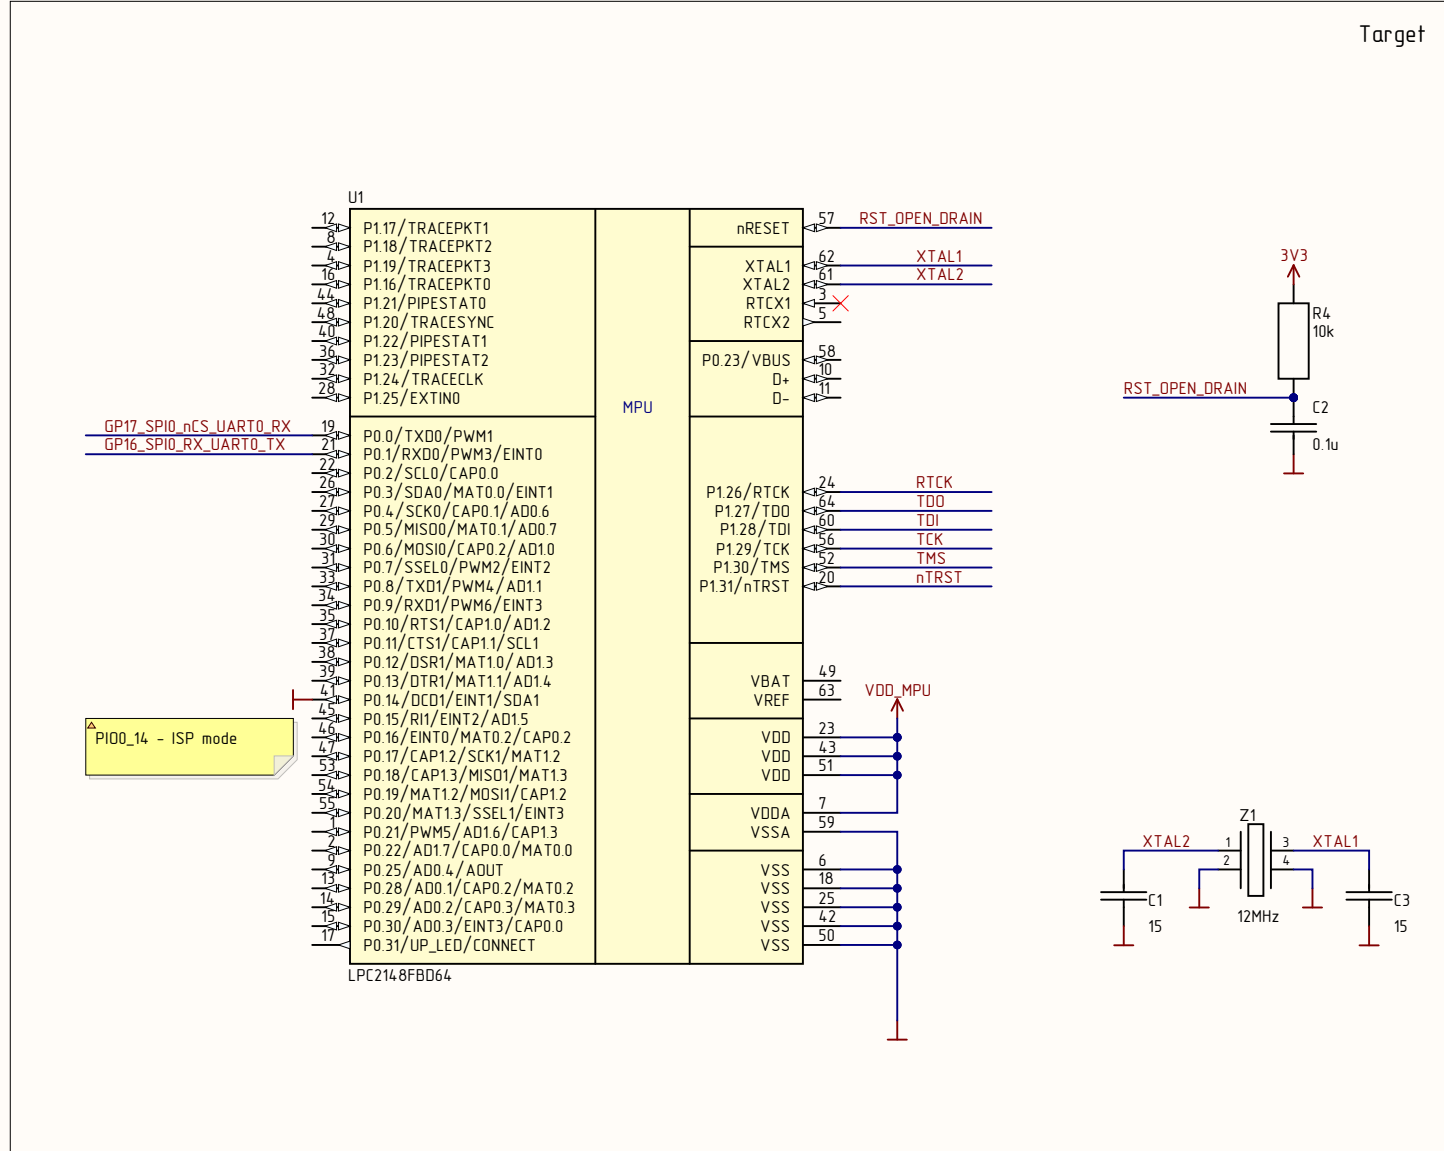 Target
U1
12 P1.17/TRACEPKT1
8 P1.18/TRACEPKT2
4 P1.19/TRACEPKT3
16 P1.16/TRACEPKT0
44 P1.21/PIPESTAT0
48 P1.20/TRACESYNC
40 P1.22/PIPESTAT1
36 P1.23/PIPESTAT2
32 P1.24/TRACECLK
28 P1.25/EXTIN0
GP17_SPI0_nCS_UART0_RX 19 P0.0/TXD0/PWM1
GP16_SPI0_RX_UART0_TX 21 P0.1/RXD0/PWM3/EINT0
22 P0.2/SCL0/CAP0.0
26 P0.3/SDA0/MAT0.0/EINT1
27 P0.4/SCK0/CAP0.1/AD0.6
29 P0.5/MISO0/MAT0.1/AD0.7
30 P0.6/MOSI0/CAP0.2/AD1.0
31 P0.7/SSEL0/PWM2/EINT2
33 P0.8/TXD1/PWM4/AD1.1
34 P0.9/RXD1/PWM6/EINT3
35 P0.10/RTS1/CAP1.0/AD1.2
37 P0.11/CTS1/CAP1.1/SCL1
38 P0.12/DSR1/MAT1.0/AD1.3
39 P0.13/DTR1/MAT1.1/AD1.4
41 P0.14/DCD1/EINT1/SDA1
45 P0.15/RI1/EINT2/AD1.5
46 P0.16/EINT0/MAT0.2/CAP0.2
47 P0.17/CAP1.2/SCK1/MAT1.2
53 P0.18/CAP1.3/MISO1/MAT1.3
54 P0.19/MAT1.2/MOSI1/CAP1.2
55 P0.20/MAT1.3/SSEL1/EINT3
1 P0.21/PWM5/AD1.6/CAP1.3
2 P0.22/AD1.7/CAP0.0/MAT0.0
9 P0.25/AD0.4/AOUT
13 P0.28/AD0.1/CAP0.2/MAT0.2
14 P0.29/AD0.2/CAP0.3/MAT0.3
15 P0.30/AD0.3/EINT3/CAP0.0
17 P0.31/UP_LED/CONNECT
LPC2148FBD64
PIO0_14 - ISP mode
MPU
nRESET 57 RST_OPEN_DRAIN
XTAL1 62 XTAL1
XTAL2 61 XTAL2
RTCX1 3
RTCX2 5
P0.23/VBUS 58
D+ 10
D- 11
P1.26/RTCK 24 RTCK
P1.27/TDO 64 TDO
P1.28/TDI 60 TDI
P1.29/TCK 56 TCK
P1.30/TMS 52 TMS
P1.31/nTRST 20 nTRST
VBAT 49
VREF 63
VDD_MPU
VDD 23
VDD 43
VDD 51
VDDA 7
VSSA 59
VSS 6
VSS 18
VSS 25
VSS 42
VSS 50
3V3
R4
10k
RST_OPEN_DRAIN
C2
0.1u
Z1
XTAL2 1 3 XTAL1
2 4
C1 C3
15 12MHz 15